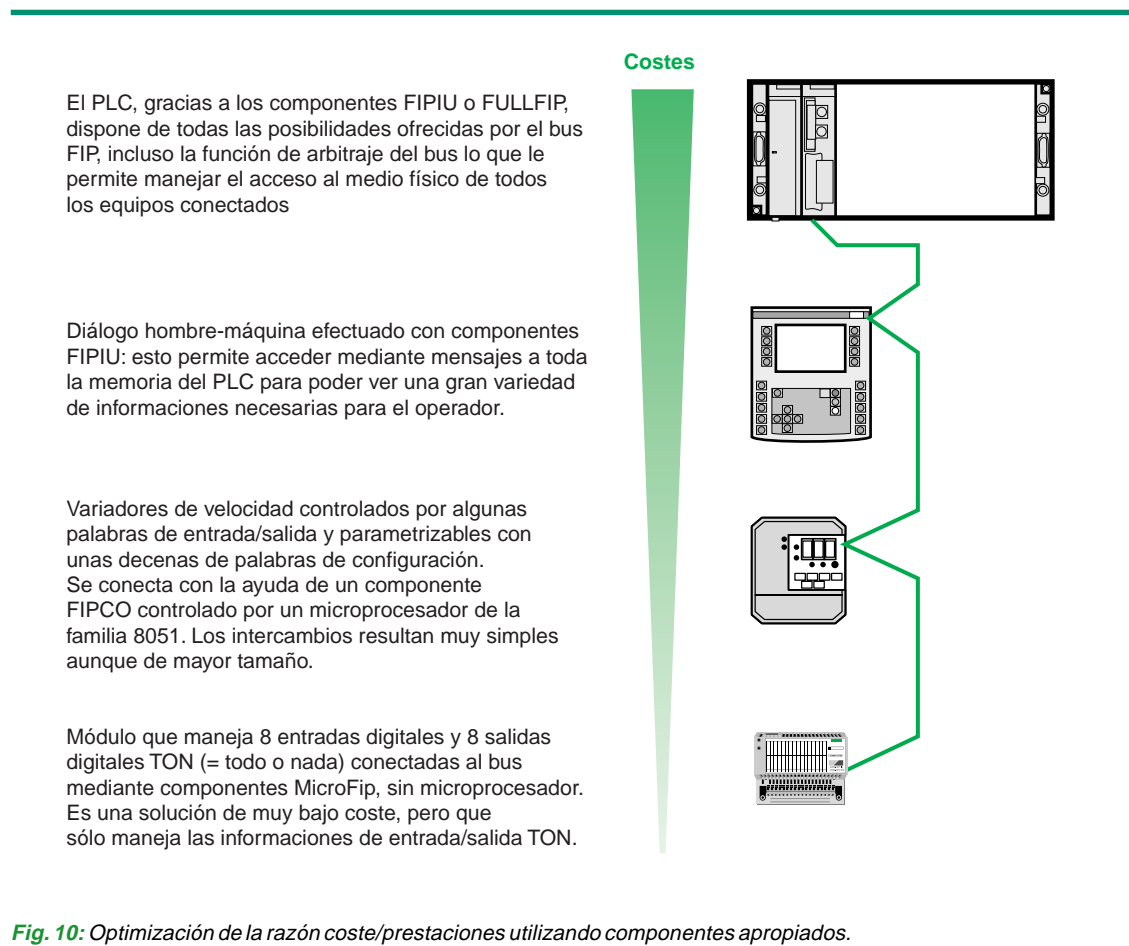 Costes
El PLC, gracias a los componentes FIPIU o FULLFIP,
dispone de todas las posibilidades ofrecidas por el bus
FIP, incluso la función de arbitraje del bus lo que le
permite manejar el acceso al medio físico de todos
los equipos conectados
Diálogo hombre-máquina efectuado con componentes
FIPIU: esto permite acceder mediante mensajes a toda
la memoria del PLC para poder ver una gran variedad
de informaciones necesarias para el operador.
Variadores de velocidad controlados por algunas
palabras de entrada/salida y parametrizables con
unas decenas de palabras de configuración.
Se conecta con la ayuda de un componente
FIPCO controlado por un microprocesador de la
familia 8051. Los intercambios resultan muy simples
aunque de mayor tamaño.
Módulo que maneja 8 entradas digitales y 8 salidas
digitales TON (= todo o nada) conectadas al bus
mediante componentes MicroFip, sin microprocesador.
Es una solución de muy bajo coste, pero que
sólo maneja las informaciones de entrada/salida TON.
Fig. 10: Optimización de la razón coste/prestaciones utilizando componentes apropiados.